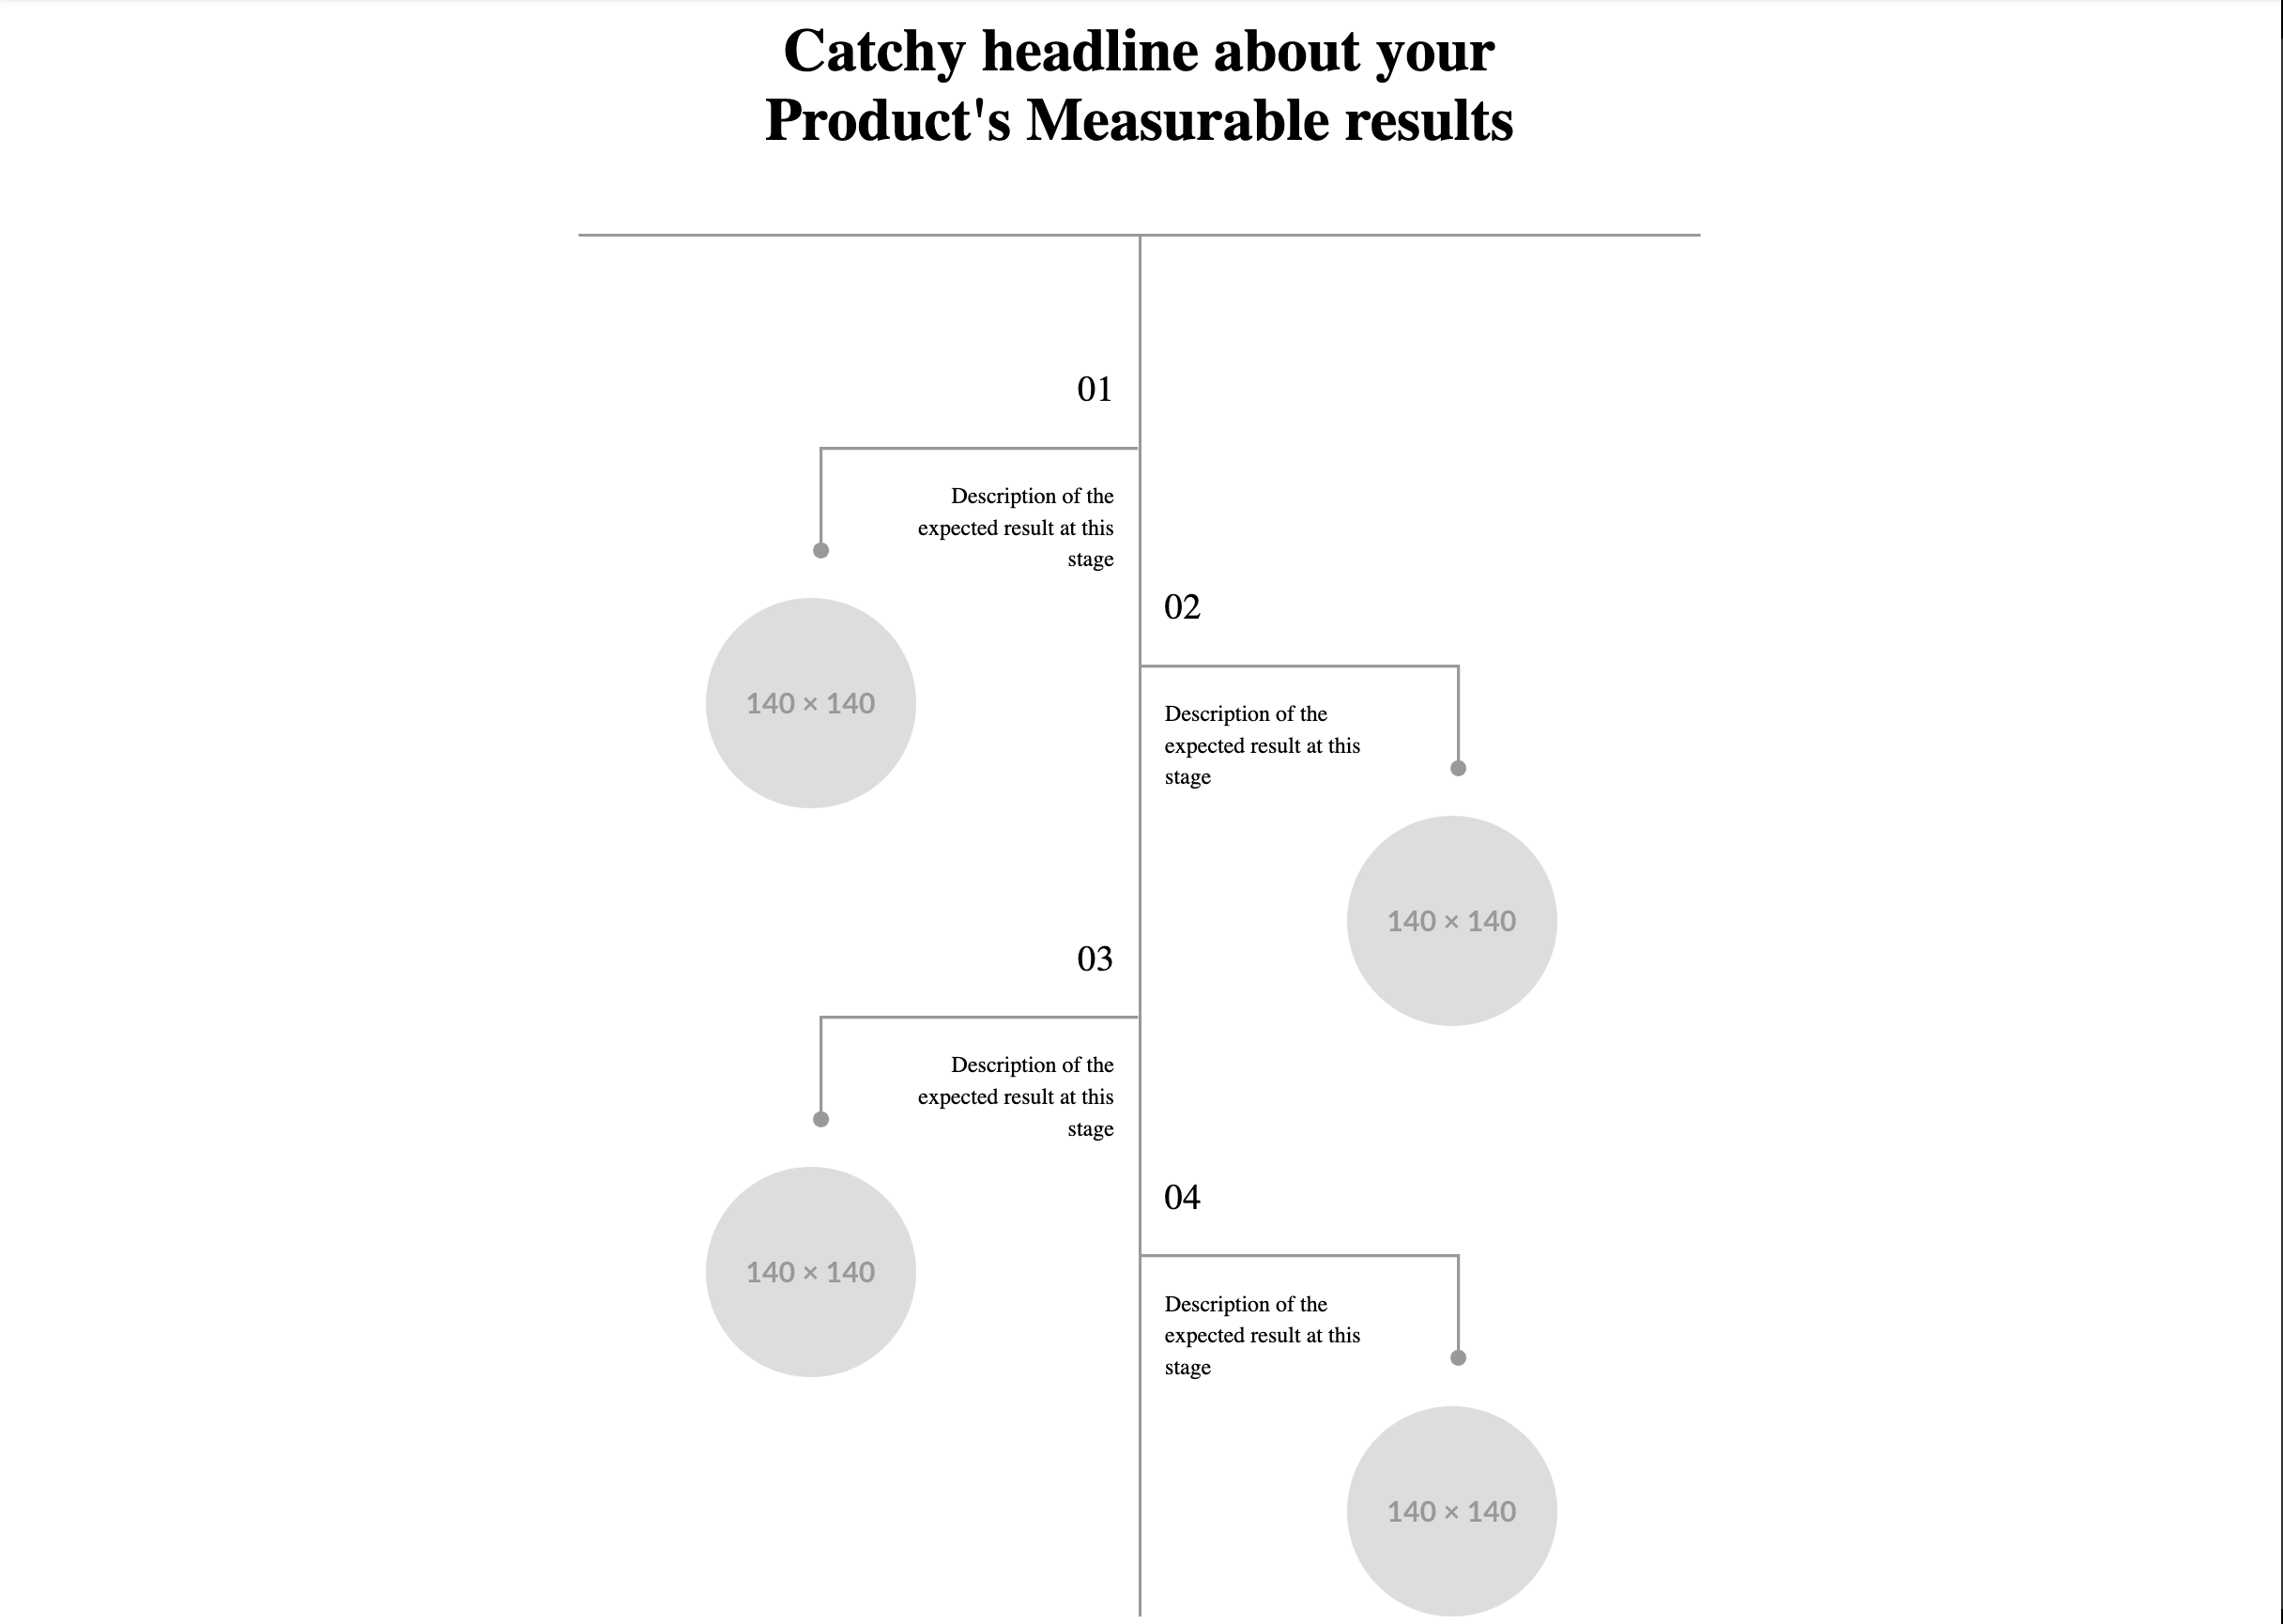 Catchy headline about your
Product's Measurable results
01
Description of the
expected result at this
stage
140 × 140
02
Description of the
expected result at this
stage
140 × 140
03
Description of the
expected result at this
stage
140 × 140
04
Description of the
expected result at this
stage
140 × 140